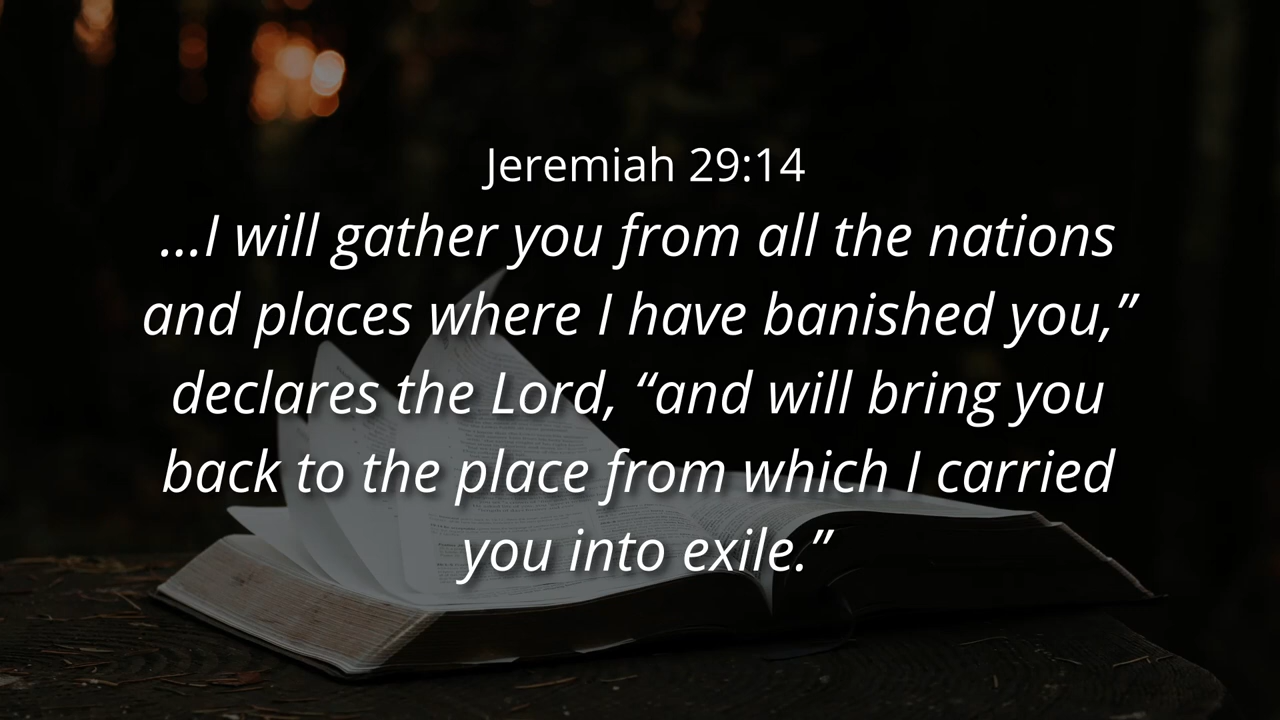 Jeremiah 29:14
...I will gather you from all the nations
and places where I have banished you,”
declares the Lord, “and will bring you
back to the place from which I carried
you into exile.”